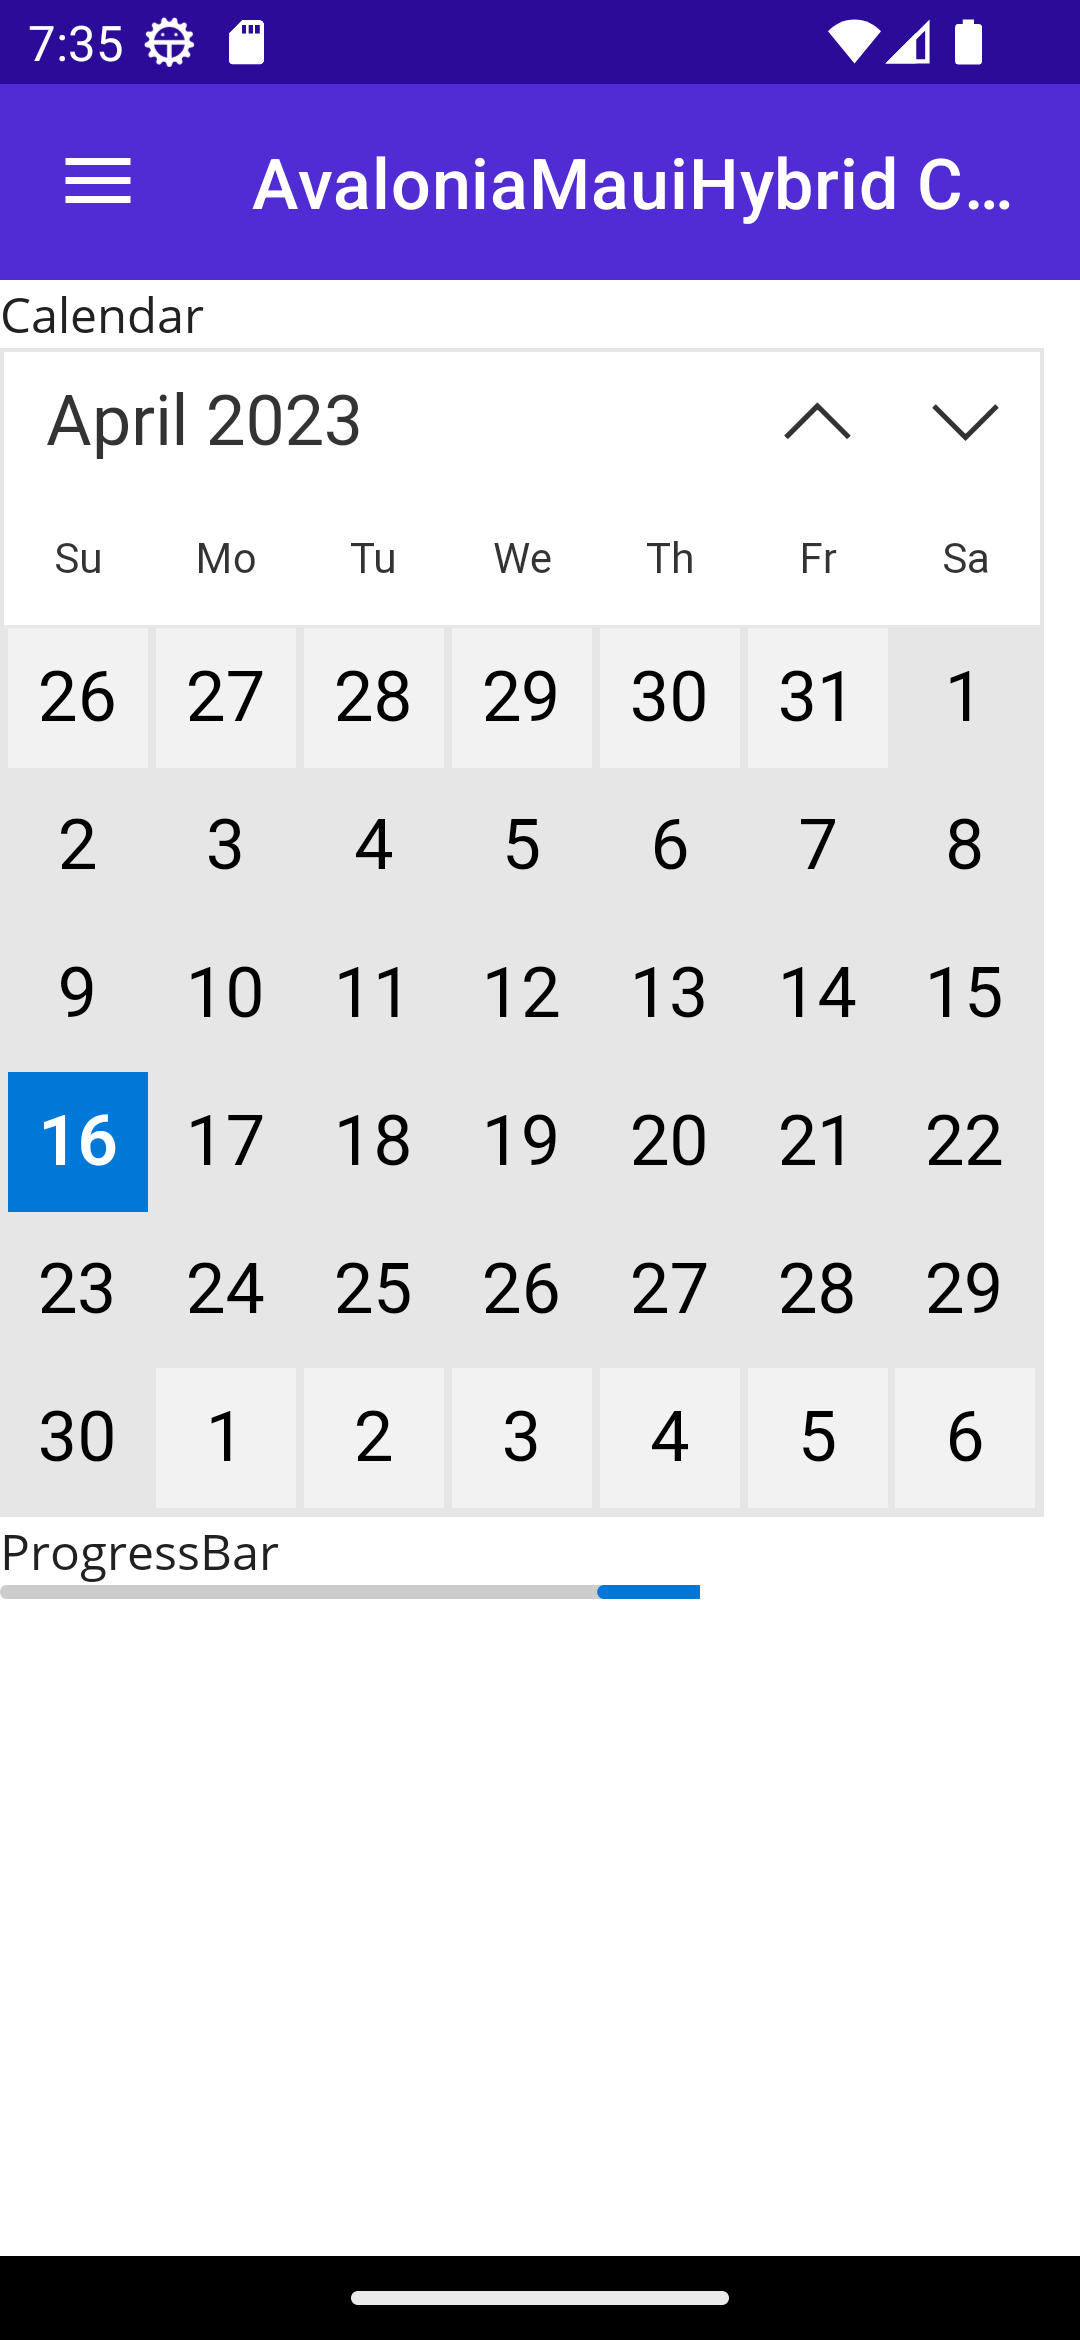 7:35
AvaloniaMauiHybrid C...
Calendar
April 2023
Su Mo Tu We Th Fr Sa
26 27 28 29 30 31 1
2 3 4 5 6 7 8
9 10 11 12 13 14 15
16 17 18 19 20 21 22
23 24 25 26 27 28 29
30 1 2 3 4 5 6
ProgressBar